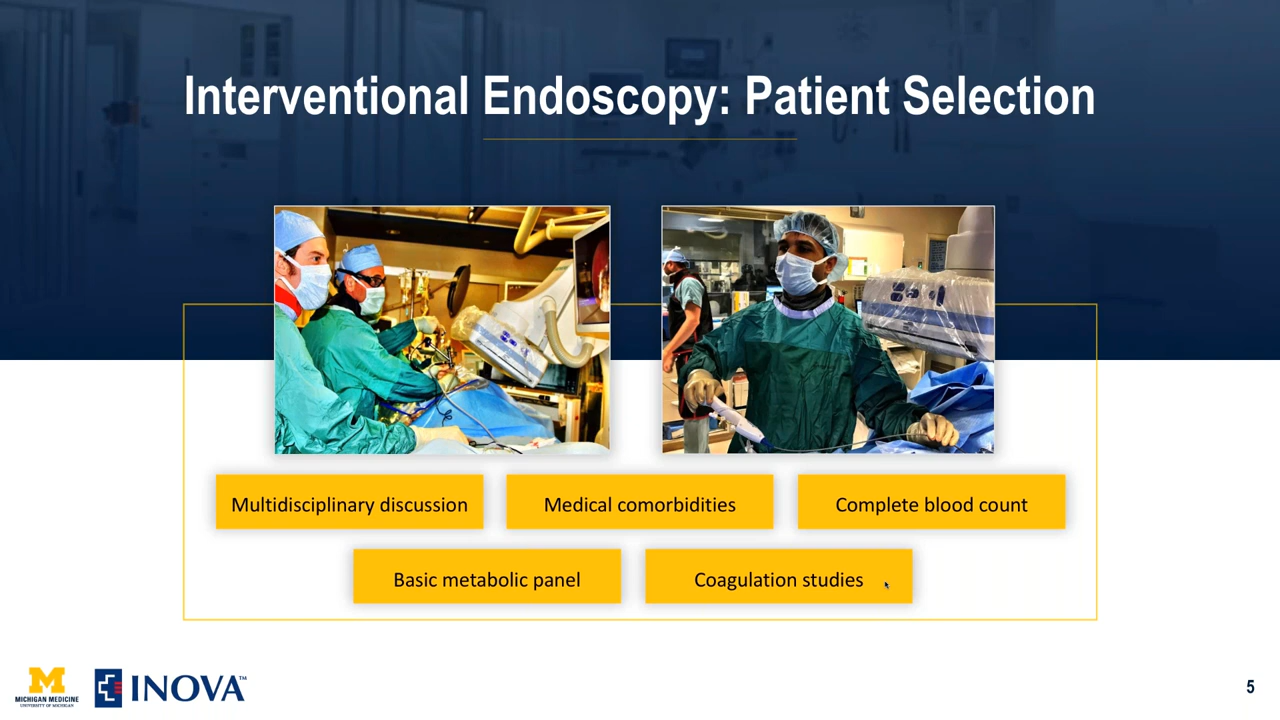 Interventional Endoscopy: Patient Selection
Multidisciplinary discussion
Medical comorbidities
Complete blood count
Basic metabolic panel
Coagulation studies
M
MICHIGAN MEDICINE
UNIVERSITY OF MICHIGAN
INOVA™
5